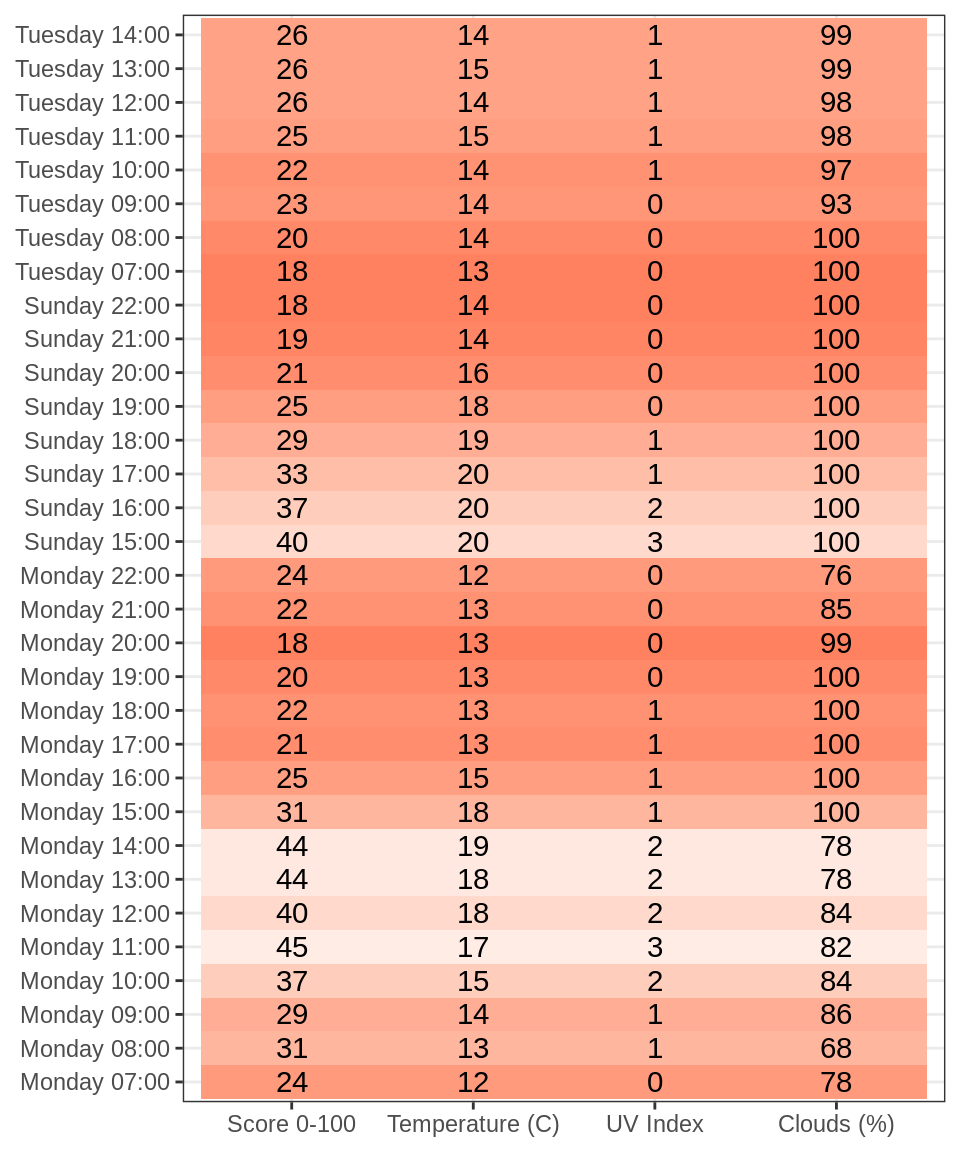 Tuesday 14:00 26 14 1 99
Tuesday 13:00 26 15 1 99
Tuesday 12:00 26 14 1 98
Tuesday 11:00 25 15 1 98
Tuesday 10:00 22 14 1 97
Tuesday 09:00 23 14 0 93
Tuesday 08:00 20 14 0 100
Tuesday 07:00 18 13 0 100
Sunday 22:00 18 14 0 100
Sunday 21:00 19 14 0 100
Sunday 20:00 21 16 0 100
Sunday 19:00 25 18 0 100
Sunday 18:00 29 19 1 100
Sunday 17:00 33 20 1 100
Sunday 16:00 37 20 2 100
Sunday 15:00 40 20 3 100
Monday 22:00 24 12 0 76
Monday 21:00 22 13 0 85
Monday 20:00 18 13 0 99
Monday 19:00 20 13 0 100
Monday 18:00 22 13 1 100
Monday 17:00 21 13 1 100
Monday 16:00 25 15 1 100
Monday 15:00 31 18 1 100
Monday 14:00 44 19 2 78
Monday 13:00 44 18 2 78
Monday 12:00 40 18 2 84
Monday 11:00 45 17 3 82
Monday 10:00 37 15 2 84
Monday 09:00 29 14 1 86
Monday 08:00 31 13 1 68
Monday 07:00 24 12 0 78
Score 0-100 Temperature (C) UV Index Clouds (%)